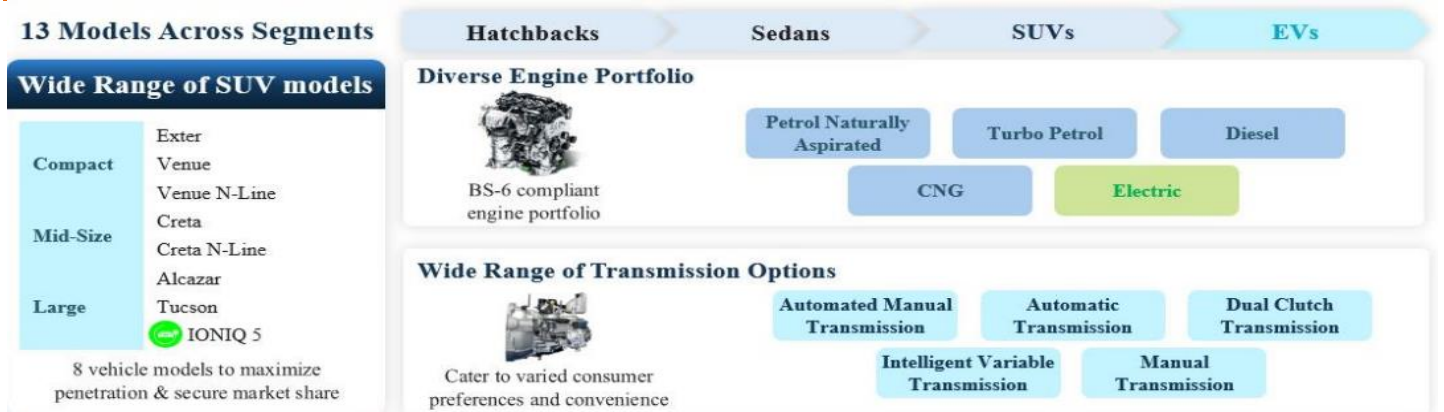 13 Models Across Segments
Hatchbacks
Sedans
SUVs
EVs
Wide Range of SUV models
Compact
Exter
Venue
Venue N-Line
Mid-Size
Creta
Creta N-Line
Large
Alcazar
Tucson
IONIQ 5
8 vehicle models to maximize
penetration & secure market share
Diverse Engine Portfolio
BS-6 compliant
engine portfolio
Petrol Naturally
Aspirated
Turbo Petrol
Diesel
CNG
Electric
Wide Range of Transmission Options
Cater to varied consumer
preferences and convenience
Automated Manual
Transmission
Automatic
Transmission
Dual Clutch
Transmission
Intelligent Variable
Transmission
Manual
Transmission